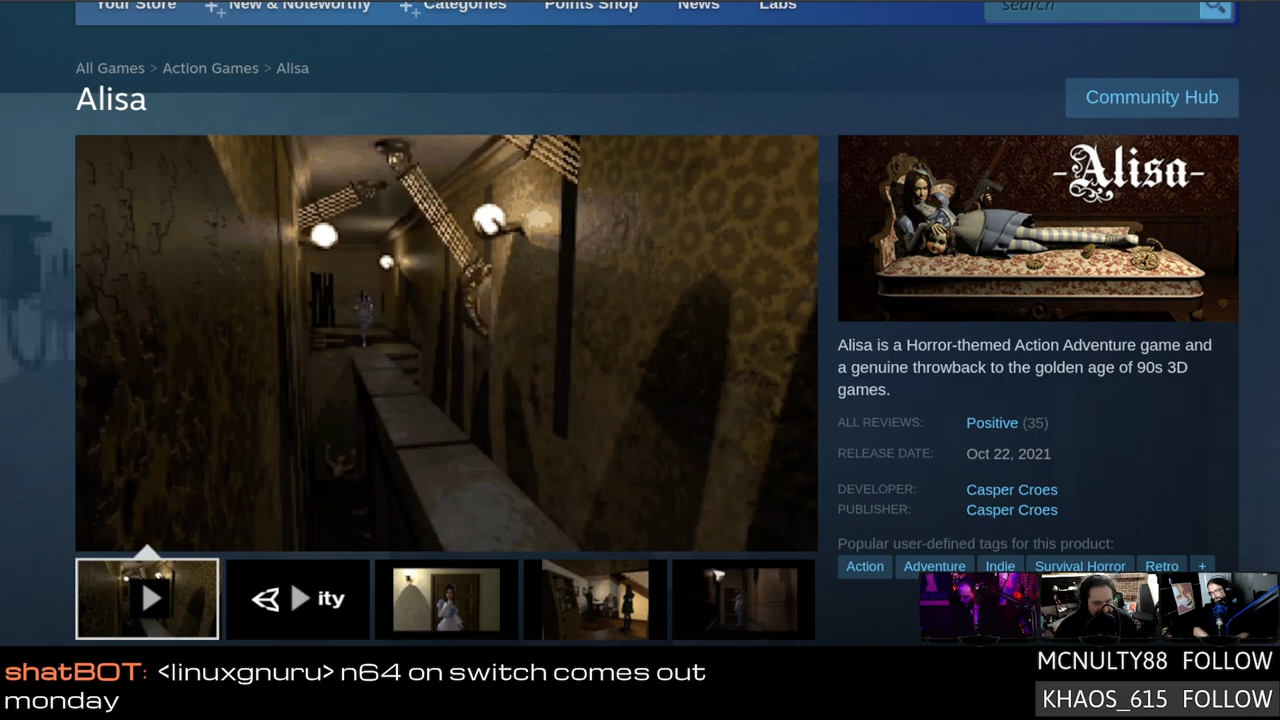 Your Store
New & Noteworthy
Categories
Points Shop
News
Labs
search
All Games > Action Games > Alisa
Alisa
Community Hub
-Alisa-
Alisa is a Horror-themed Action Adventure game and
a genuine throwback to the golden age of 90s 3D
games.
ALL REVIEWS: Positive (35)
RELEASE DATE: Oct 22, 2021
DEVELOPER: Casper Croes
PUBLISHER: Casper Croes
Popular user-defined tags for this product:
Action Adventure Indie Survival Horror Retro +
ity
shatBOT: <linuxgnuru> n64 on switch comes out
monday
MCNULTY88 FOLLOW
KHAOS_615 FOLLOW